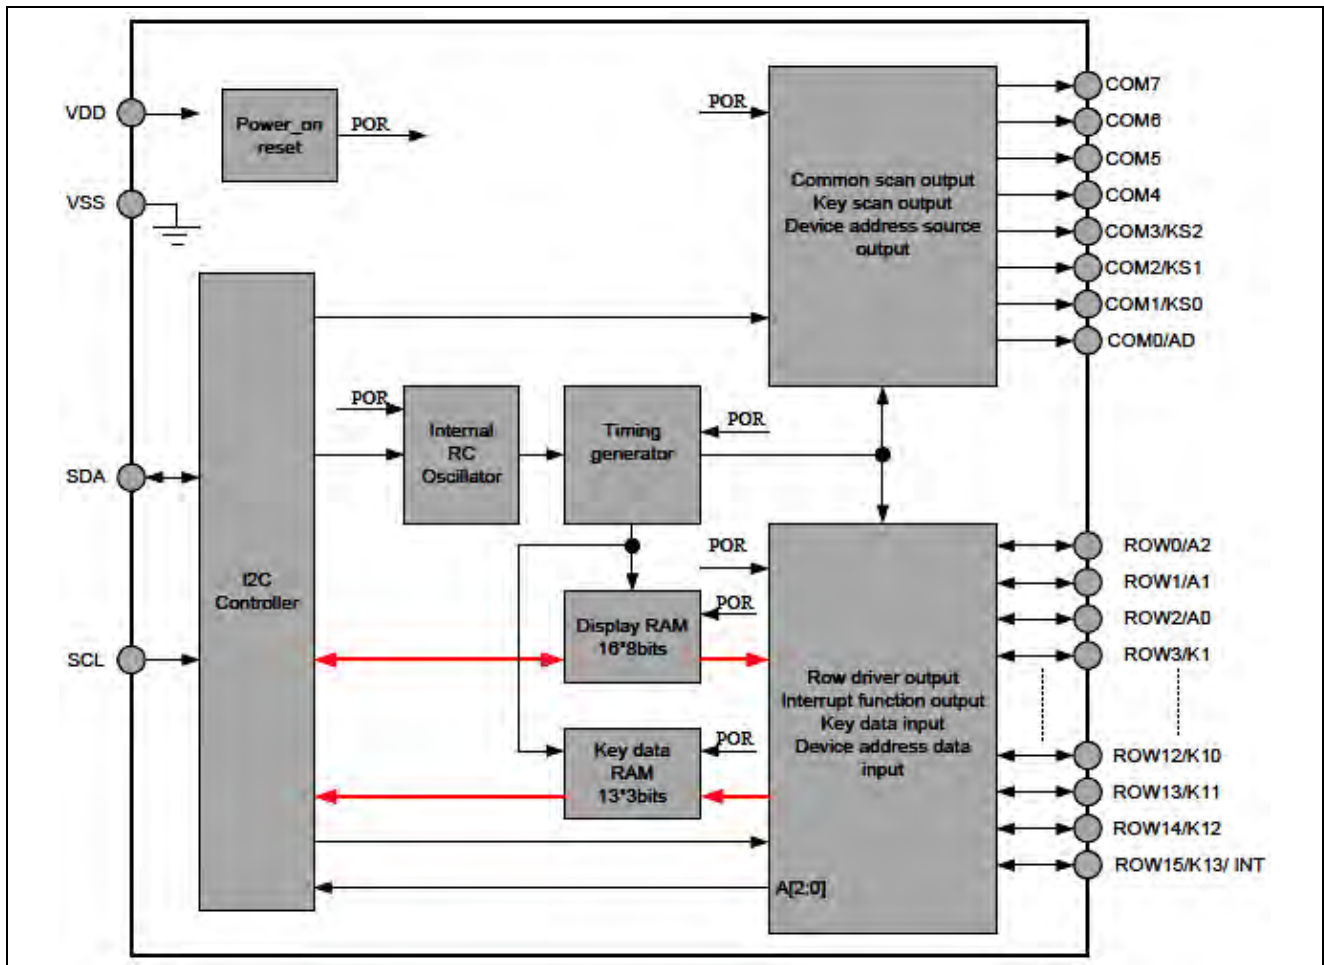 VDD
VSS
SDA
SCL
Power_on
reset
POR
I2C
Controller
POR
Internal
RC
Oscillator
Timing
generator
POR
POR
Common scan output
Key scan output
Device address source
output
COM7
COM6
COM5
COM4
COM3/KS2
COM2/KS1
COM1/KS0
COM0/AD
Display RAM
16*8bits
POR
POR
Key data
RAM
13*3bits
POR
Row driver output
Interrupt function output
Key data input
Device address data
input
A[2:0]
ROW0/A2
ROW1/A1
ROW2/A0
ROW3/K1
ROW12/K10
ROW13/K11
ROW14/K12
ROW15/K13/ INT